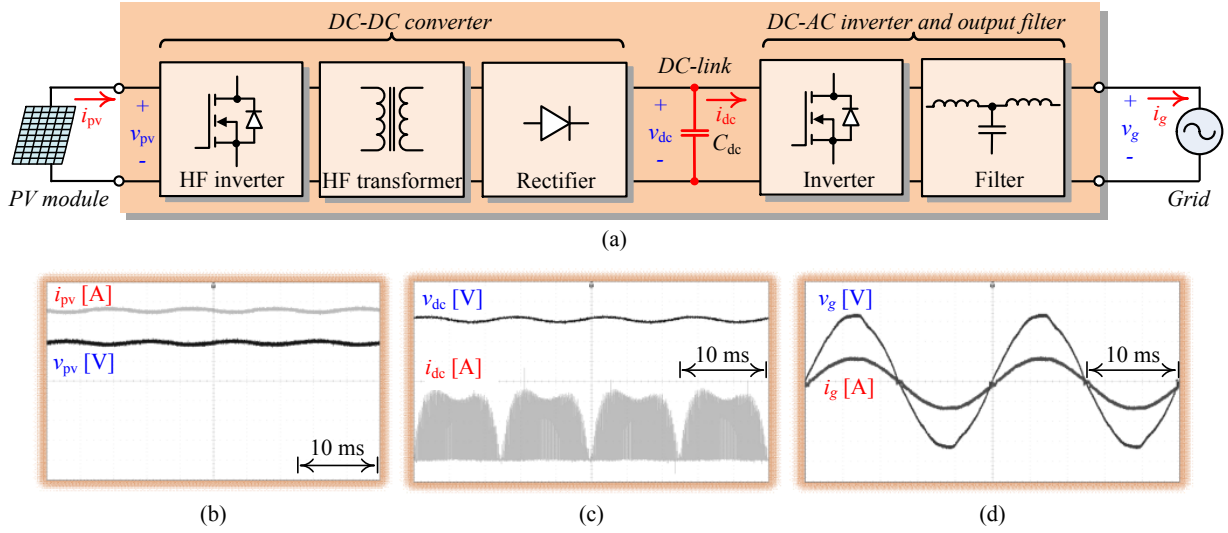 DC-DC converter
DC-AC inverter and output filter
DC-link
+
i_pv
v_pv
-
+
v_dc
-
i_dc
C_dc
+
v_g
-
i_g
HF inverter
HF transformer
Rectifier
Inverter
Filter
PV module
Grid
(a)
i_pv [A]
v_pv [V]
10 ms
(b)
v_dc [V]
i_dc [A]
10 ms
(c)
v_g [V]
i_g [A]
10 ms
(d)